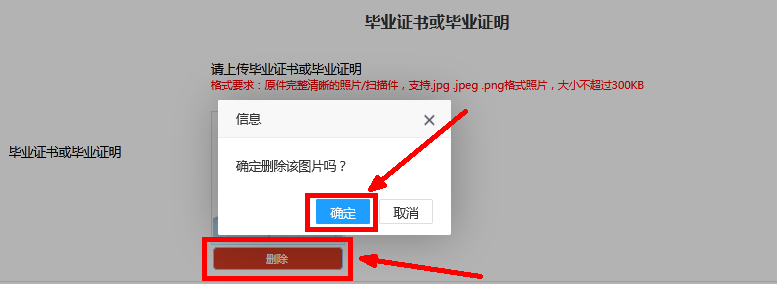 毕业证书或毕业证明
请上传毕业证书或毕业证明
格式要求：原件完整清晰的照片/扫描件，支持.jpg .jpeg .png格式照片，大小不超过300KB
信息
毕业证书或毕业证明
确定删除该图片吗？
确定 取消
删除